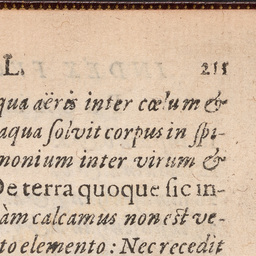 L. 211
qua aëris inter cœlum &
aqua ſolvit corpus in ſpi-
monium inter virum &
De terra quoque ſic in-
àm calcamus non eſt ve-
to elemento : Nec recedit